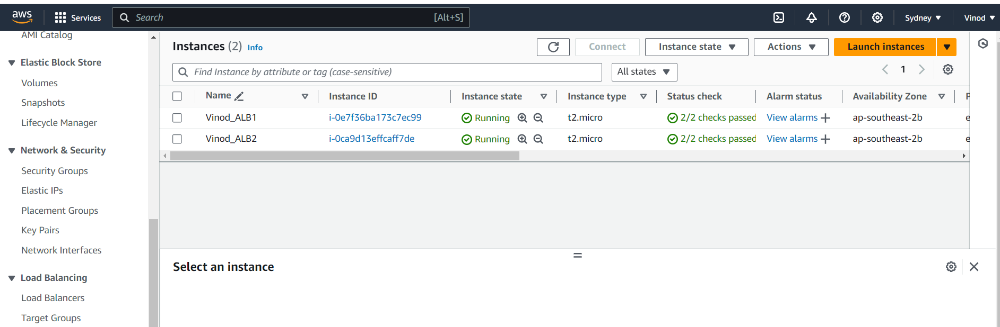 aws Services Search [Alt+S] Sydney Vinod
AMI Catalog
Elastic Block Store
Volumes
Snapshots
Lifecycle Manager
Network & Security
Security Groups
Elastic IPs
Placement Groups
Key Pairs
Network Interfaces
Load Balancing
Load Balancers
Target Groups
Instances (2) Info Connect Instance state Actions Launch instances
Find Instance by attribute or tag (case-sensitive) All states 1
Name Instance ID Instance state Instance type Status check Alarm status Availability Zone P
Vinod_ALB1 i-0e7f36ba173c7ec99 Running t2.micro 2/2 checks passed View alarms + ap-southeast-2b e
Vinod_ALB2 i-0ca9d13effcaff7de Running t2.micro 2/2 checks passed View alarms + ap-southeast-2b e
Select an instance